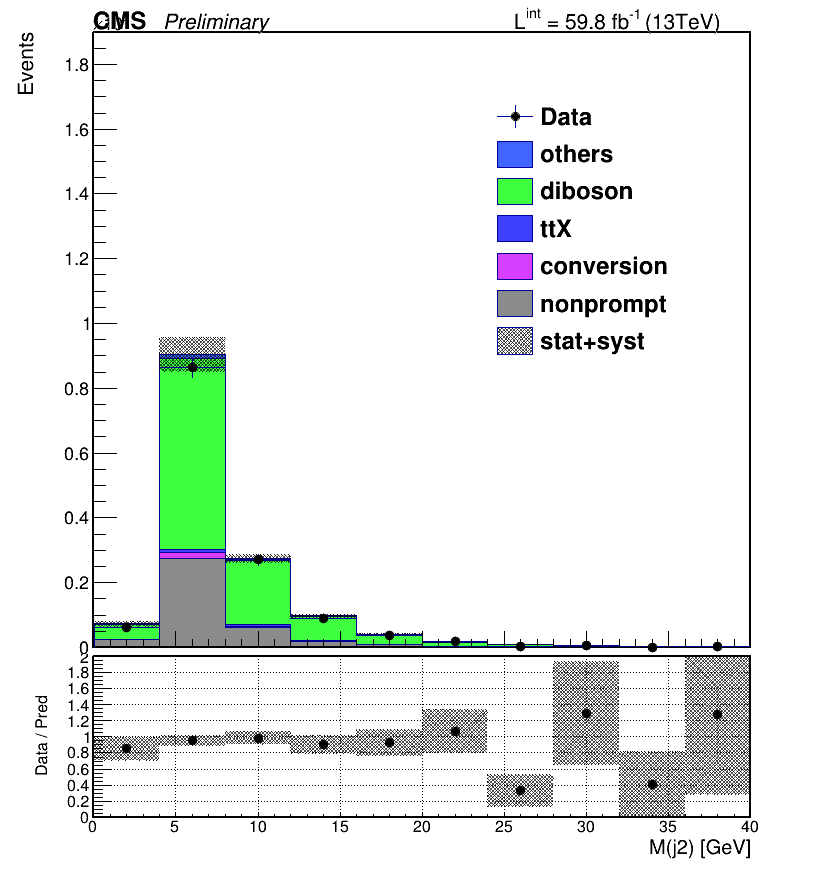 CMS Preliminary
L^int = 59.8 fb^-1 (13TeV)
Events
1.8
1.6
1.4
1.2
1
0.8
0.6
0.4
0.2
0
Data
others
diboson
ttX
conversion
nonprompt
stat+syst
Data / Pred
2
1.8
1.6
1.4
1.2
1
0.8
0.6
0.4
0.2
0
0 5 10 15 20 25 30 35 40
M(j2) [GeV]